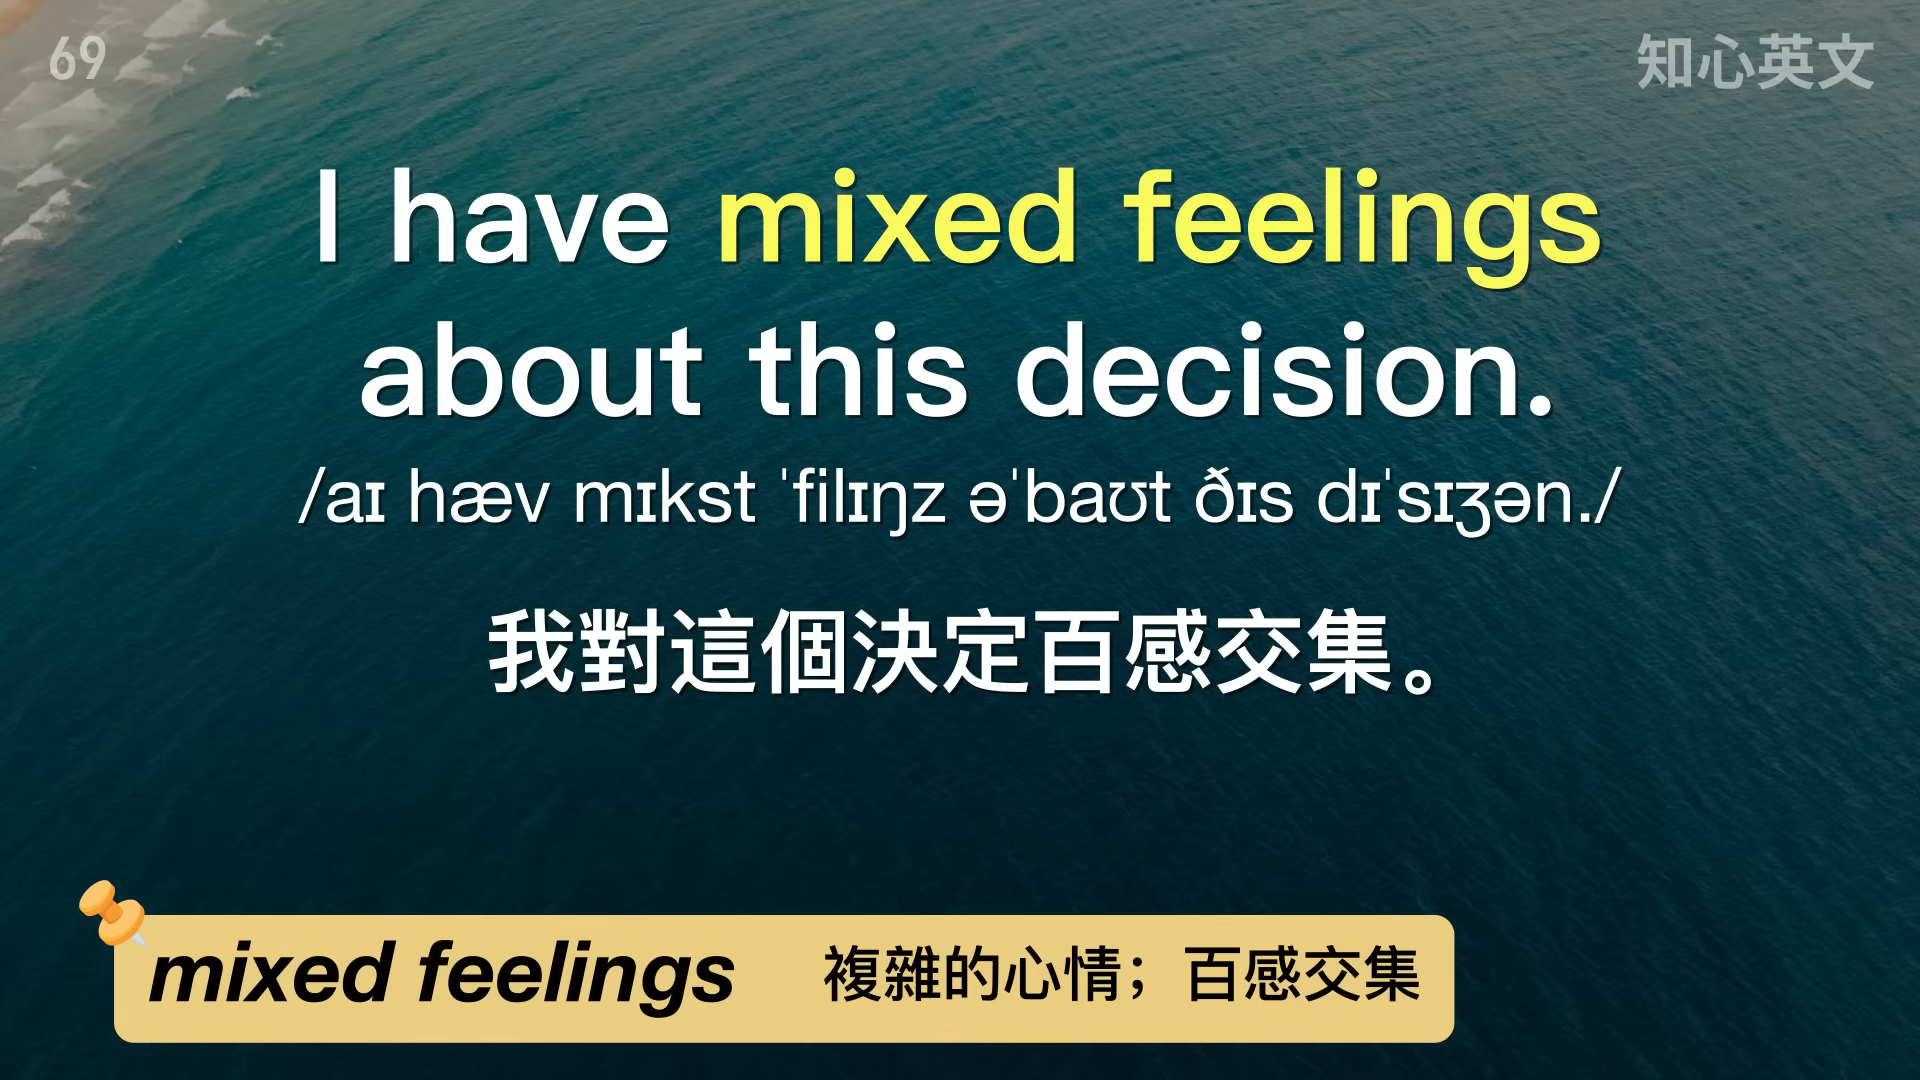 69
知心英文
I have mixed feelings
about this decision.
/aɪ hæv mɪkst ˈfilɪŋz əˈbaʊt ðɪs dɪˈsɪʒən./
我對這個決定百感交集。
mixed feelings 複雜的心情；百感交集